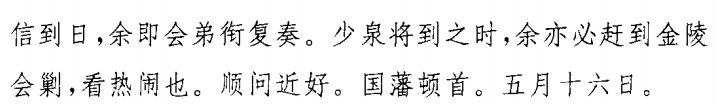 信到日，余即会弟衔复奏。少泉将到之时，余亦必赶到金陵
会剿，看热闹也。顺问近好。国藩顿首。五月十六日。